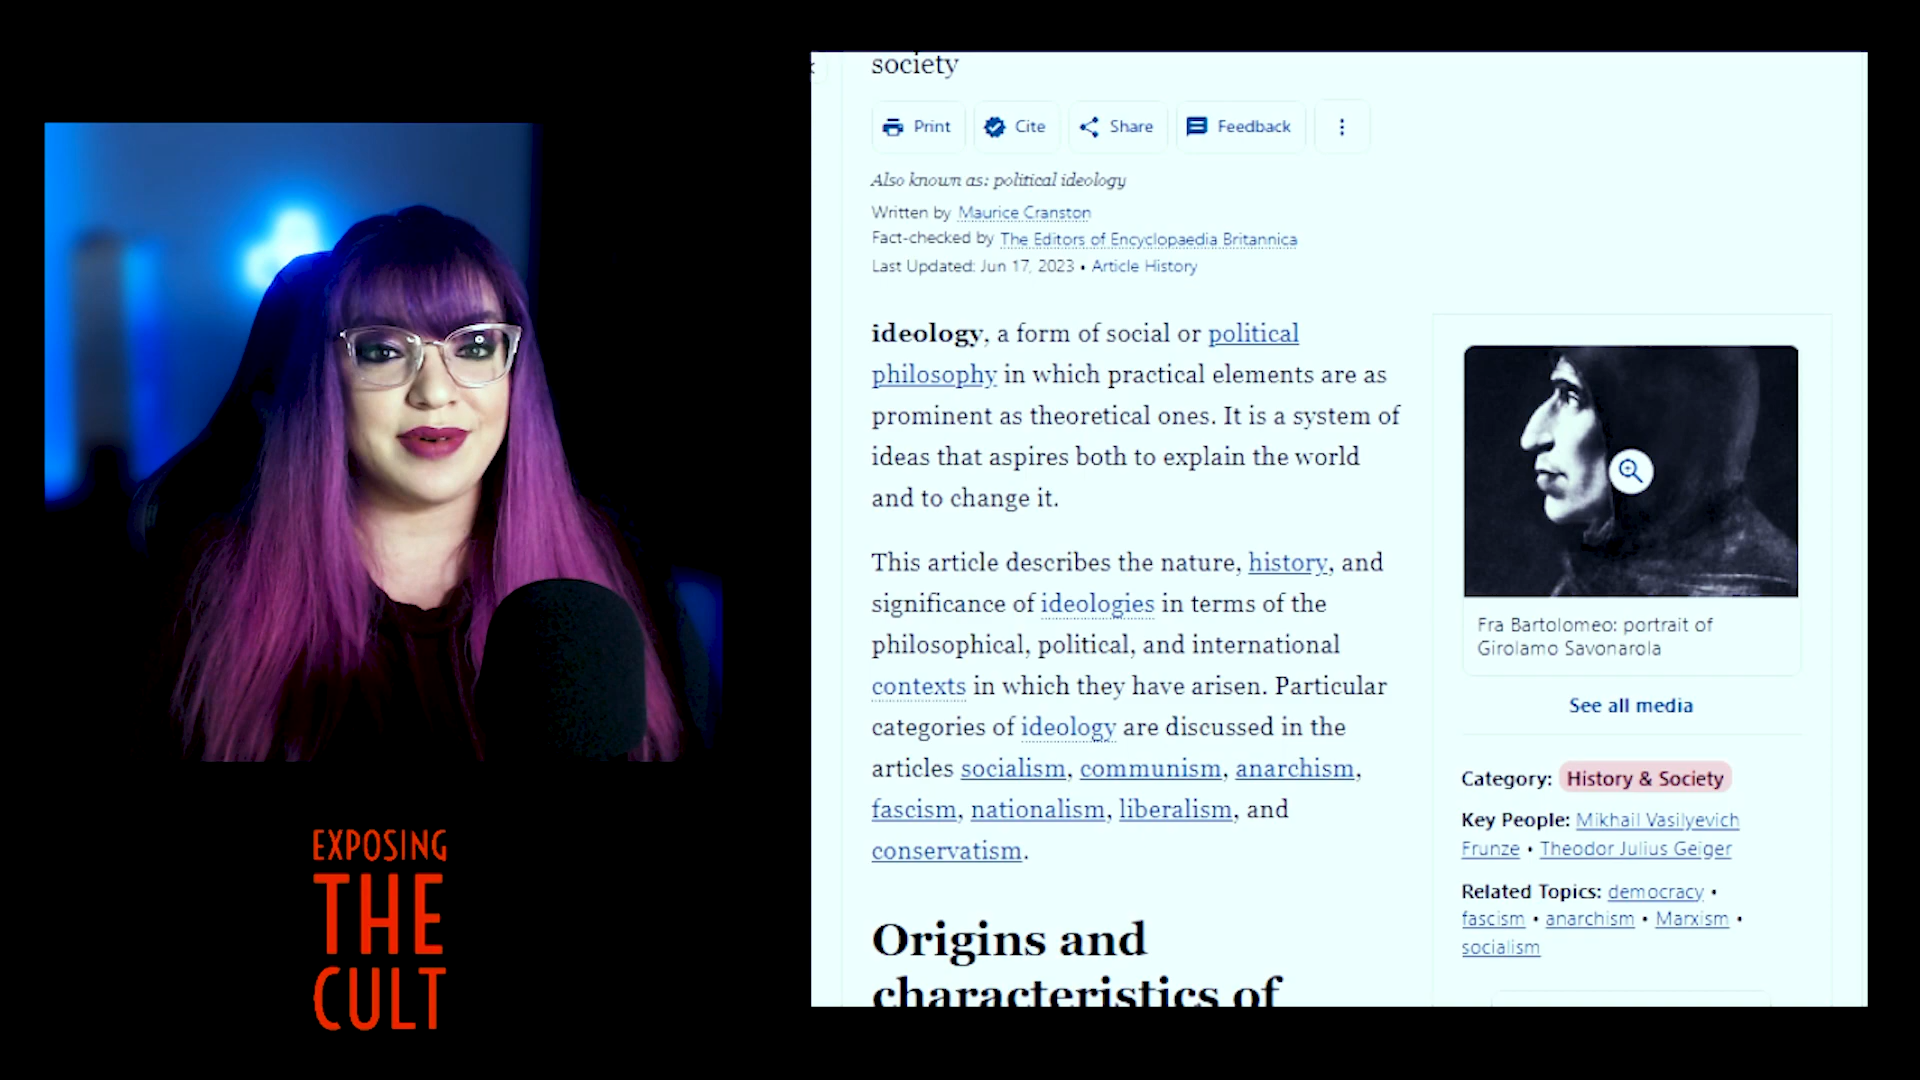 society
Print
Cite
Share
Feedback
Also known as: political ideology
Written by Maurice Cranston
Fact-checked by The Editors of Encyclopaedia Britannica
Last Updated: Jun 17, 2023 • Article History
ideology, a form of social or political
philosophy in which practical elements are as
prominent as theoretical ones. It is a system of
ideas that aspires both to explain the world
and to change it.
This article describes the nature, history, and
significance of ideologies in terms of the
philosophical, political, and international
contexts in which they have arisen. Particular
categories of ideology are discussed in the
articles socialism, communism, anarchism,
fascism, nationalism, liberalism, and
conservatism.
Origins and
characteristics of
Fra Bartolomeo: portrait of
Girolamo Savonarola
See all media
Category: History & Society
Key People: Mikhail Vasilyevich
Frunze • Theodor Julius Geiger
Related Topics: democracy •
fascism • anarchism • Marxism •
socialism
EXPOSING
THE
CULT